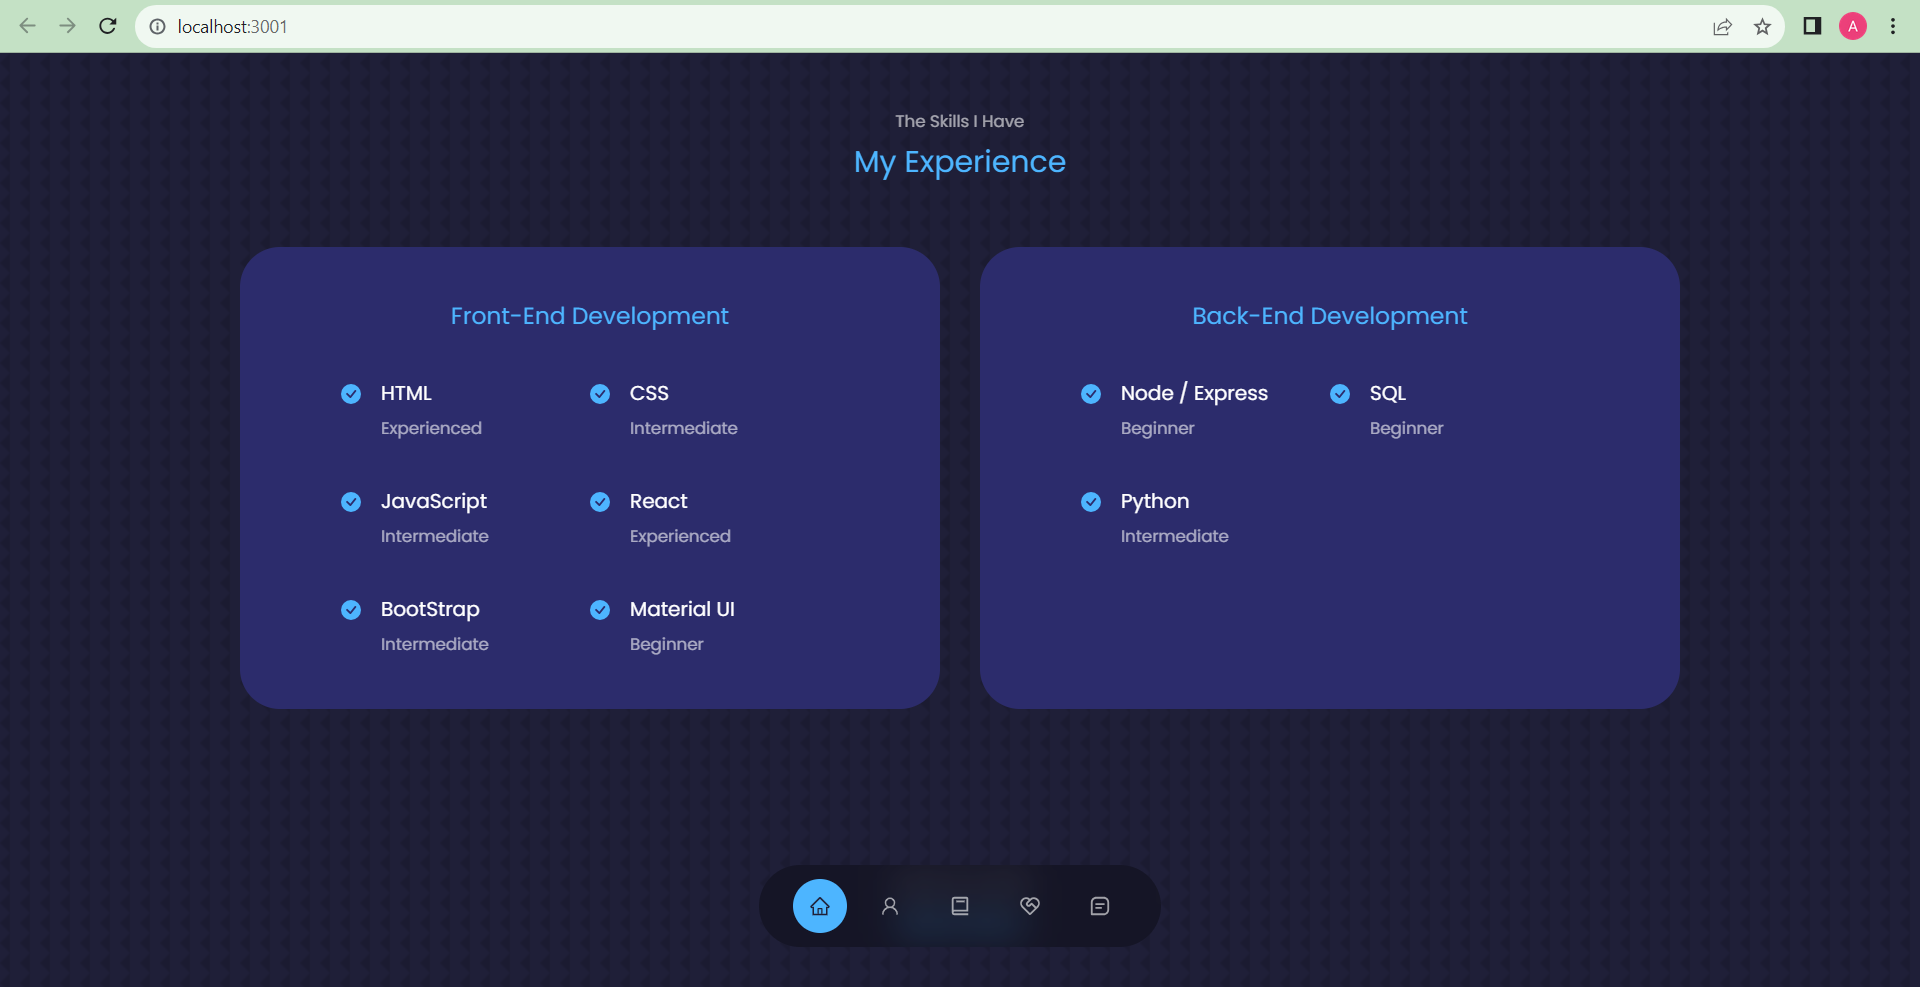 localhost:3001
A
The Skills I Have
My Experience
Front-End Development
HTML
Experienced
CSS
Intermediate
JavaScript
Intermediate
React
Experienced
BootStrap
Intermediate
Material UI
Beginner
Back-End Development
Node / Express
Beginner
SQL
Beginner
Python
Intermediate